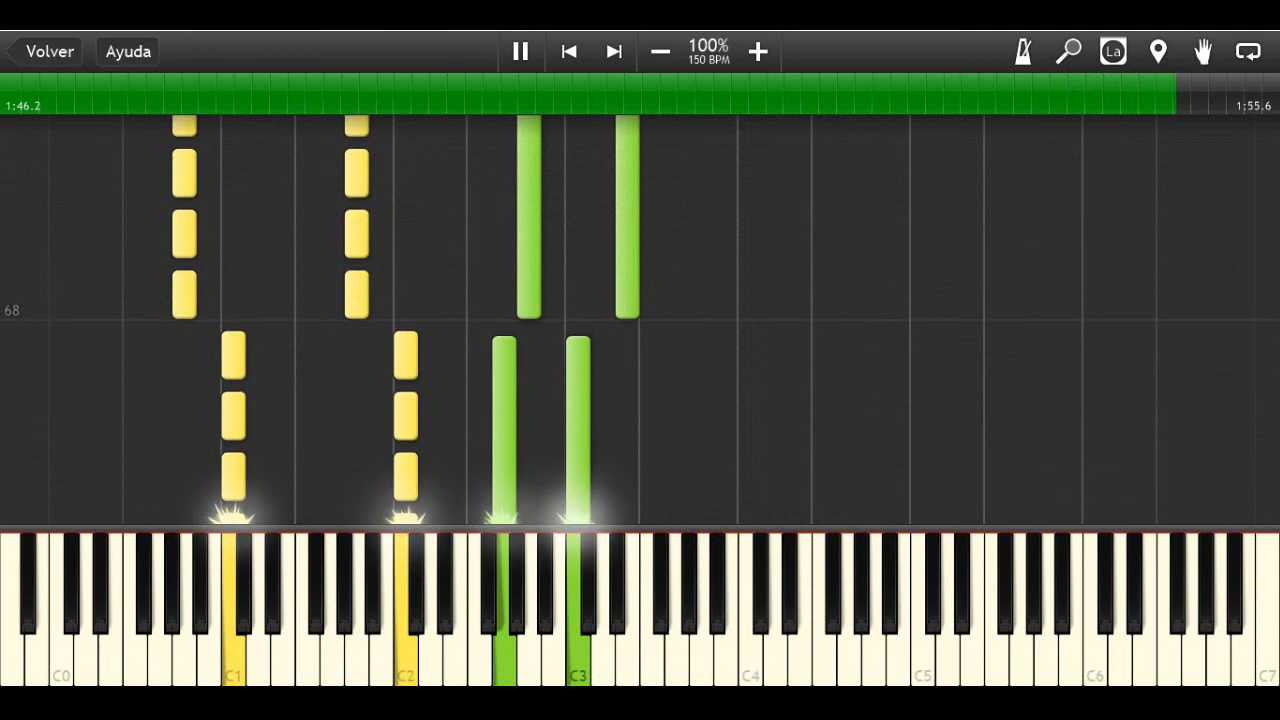 Volver
Ayuda
100%
150 BPM
La
1:46.2
1:55.6
68
C0 C1 C2 C3 C4 C5 C6 C7